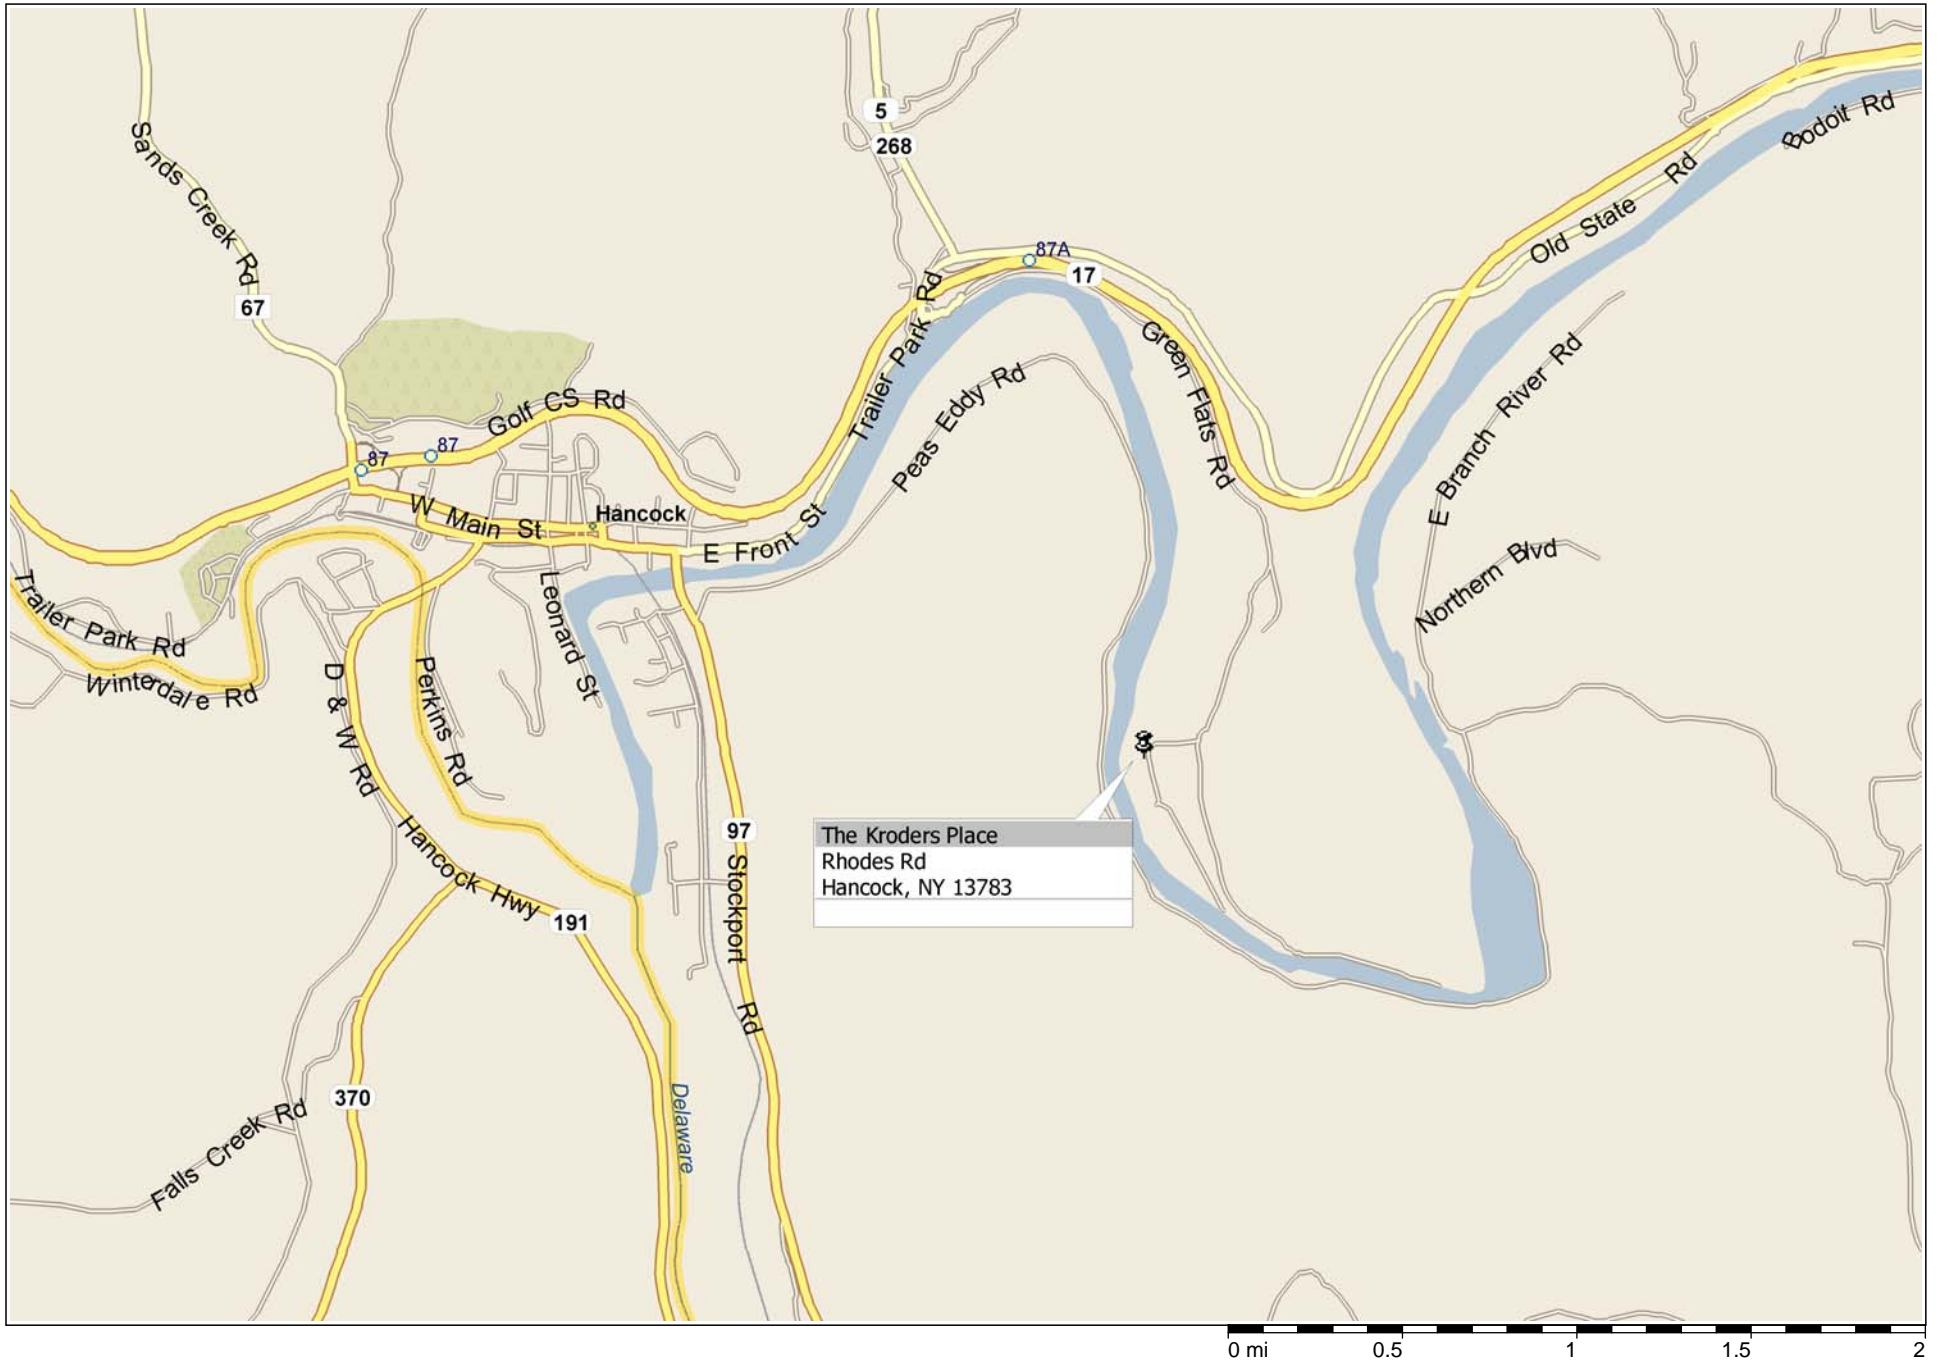 5
268
Bodoit Rd
Sands Creek Rd
Old State Rd
87A
17
67
Trailer Park Rd
Green Flats Rd
Peas Eddy Rd
E Branch River Rd
Golf CS Rd
87
87
W Main St
Hancock
E Front St
Northern Blvd
Trailer Park Rd
Winterdale Rd
Leonard St
D & W Rd
Perkins Rd
The Kroders Place
Rhodes Rd
Hancock, NY 13783
97
Stockport Rd
Hancock Hwy
191
370
Falls Creek Rd
Delaware
0 mi 0.5 1 1.5 2